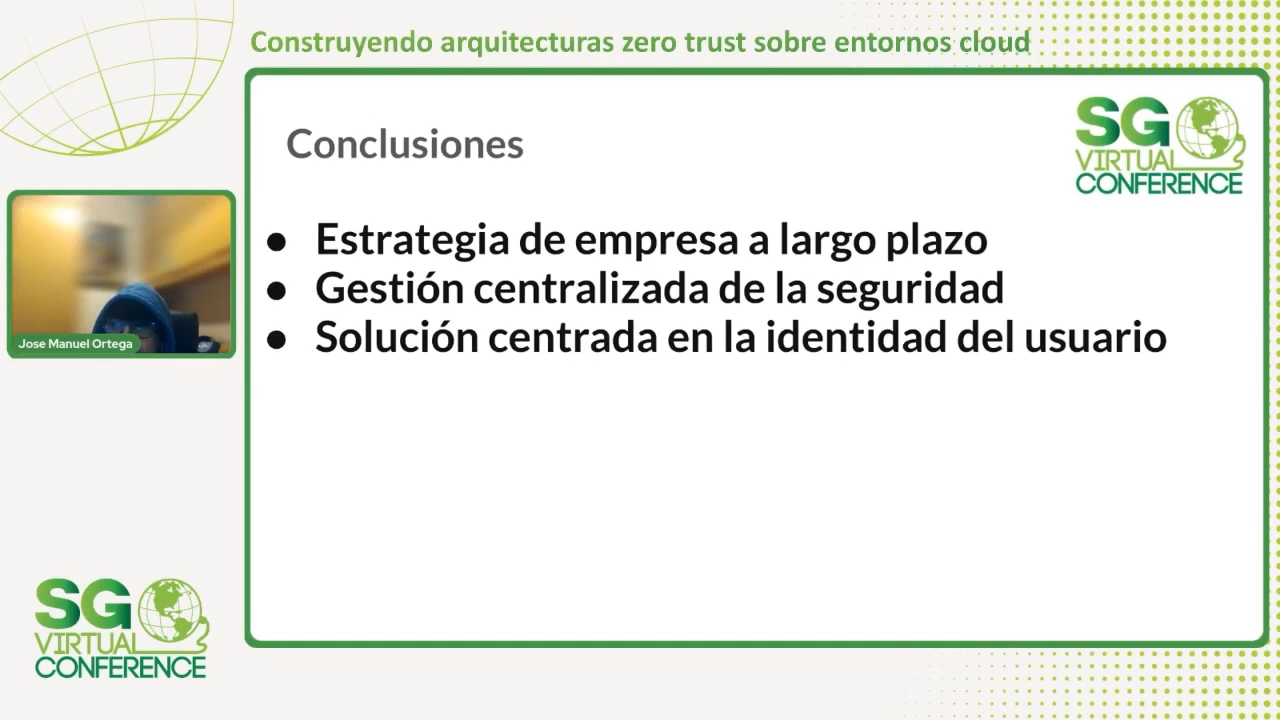 Construyendo arquitecturas zero trust sobre entornos cloud
SG
VIRTUAL
CONFERENCE
Conclusiones
● Estrategia de empresa a largo plazo
● Gestión centralizada de la seguridad
● Solución centrada en la identidad del usuario
Jose Manuel Ortega
SG
VIRTUAL
CONFERENCE